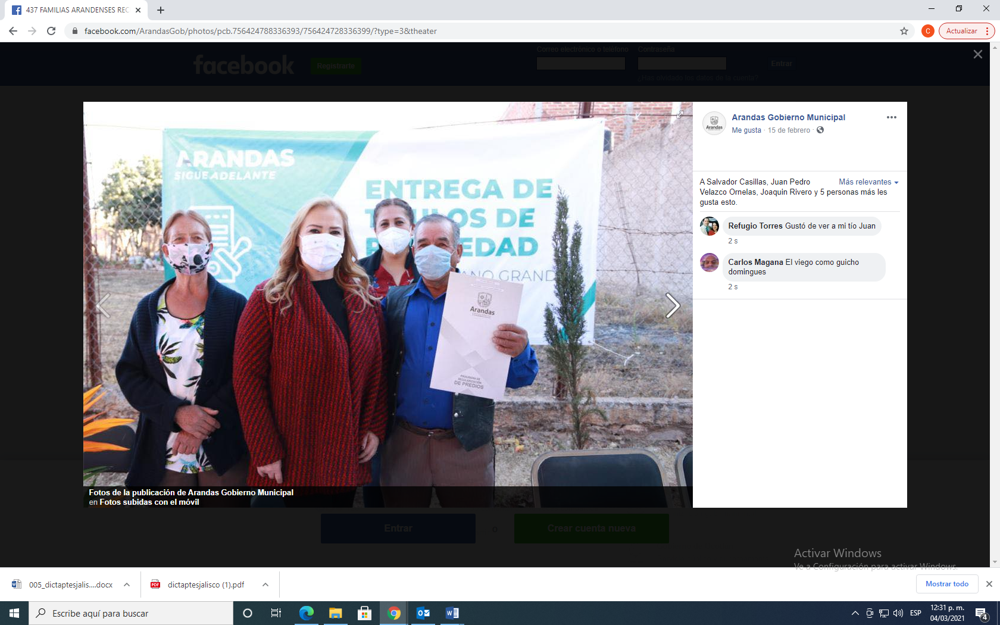 437 FAMILIAS ARANDENSES REC
facebook.com/ArandasGob/photos/pcb.756424788336393/756424728336399/?type=3&theater
C
Actualizar
facebook
Registrarte
Correo electrónico o teléfono
Contraseña
Entrar
¿Has olvidado los datos de la cuenta?
ARANDAS
SIGUE ADELANTE
ENTREGA DE
DE
EDAD
ANO GRAND
Arandas
PROGRAMA DE
REGULARIZACIÓN
DE PREDIOS
Fotos de la publicación de Arandas Gobierno Municipal
en Fotos subidas con el móvil
Arandas
Arandas Gobierno Municipal
Me gusta · 15 de febrero ·
A Salvador Casillas, Juan Pedro
Más relevantes
Velazco Ornelas, Joaquin Rivero y 5 personas más les
gusta esto.
Refugio Torres Gustó de ver a mi tío Juan
2 s
Carlos Magana El viego como guicho
domingues
2 s
Entrar
o
Crear cuenta nueva
Activar Windows
Ve a Configuración para activar Windows.
005_dictaptesjalis....docx
PDF
dictaptesjalisco (1).pdf
Mostrar todo
Escribe aquí para buscar
ESP
12:31 p. m.
04/03/2021
4